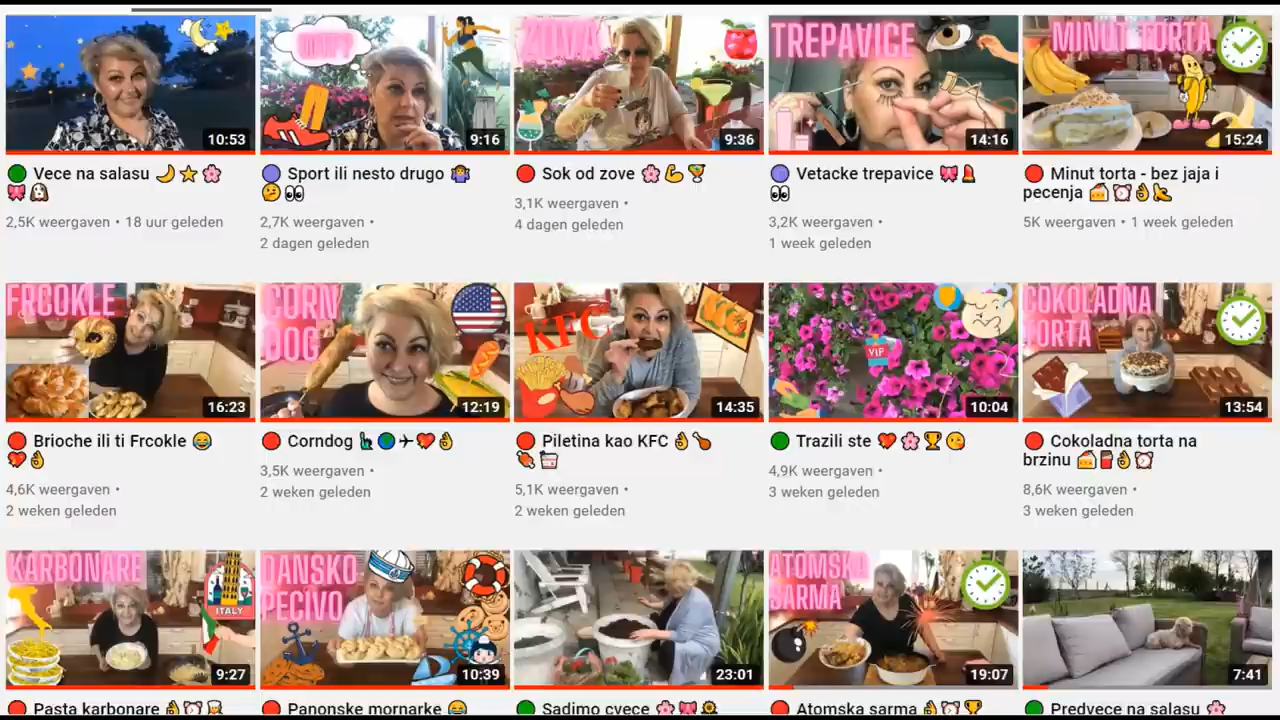 10:53
9:16
ZOVA
9:36
TREPAVICE
14:16
MINUT TORTA
15:24
Vece na salasu
2,5K weergaven • 18 uur geleden
Sport ili nesto drugo
2,7K weergaven •
2 dagen geleden
Sok od zove
3,1K weergaven •
4 dagen geleden
Vetacke trepavice
3,2K weergaven •
1 week geleden
Minut torta - bez jaja i
pecenja
5K weergaven • 1 week geleden
FRCOKLE
16:23
CORN
DOG
12:19
KFC
14:35
VIP
10:04
COKOLADNA
TORTA
13:54
Brioche ili ti Frcokle
4,6K weergaven •
2 weken geleden
Corndog
3,5K weergaven •
2 weken geleden
Piletina kao KFC
5,1K weergaven •
2 weken geleden
Trazili ste
4,9K weergaven •
3 weken geleden
Cokoladna torta na
brzinu
8,6K weergaven •
3 weken geleden
KARBONARE
ITALY
9:27
DANSKO
PECIVO
10:39
23:01
ATOMSKA
SARMA
19:07
7:41
Pasta karbonare
Panonske mornarke
Sadimo cvece
Atomska sarma
Predvece na salasu